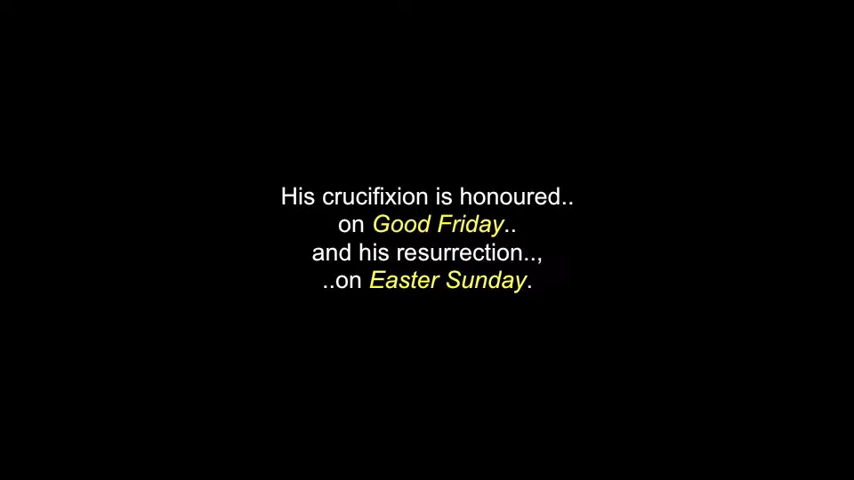 His crucifixion is honoured..
on Good Friday..
and his resurrection..,
..on Easter Sunday.